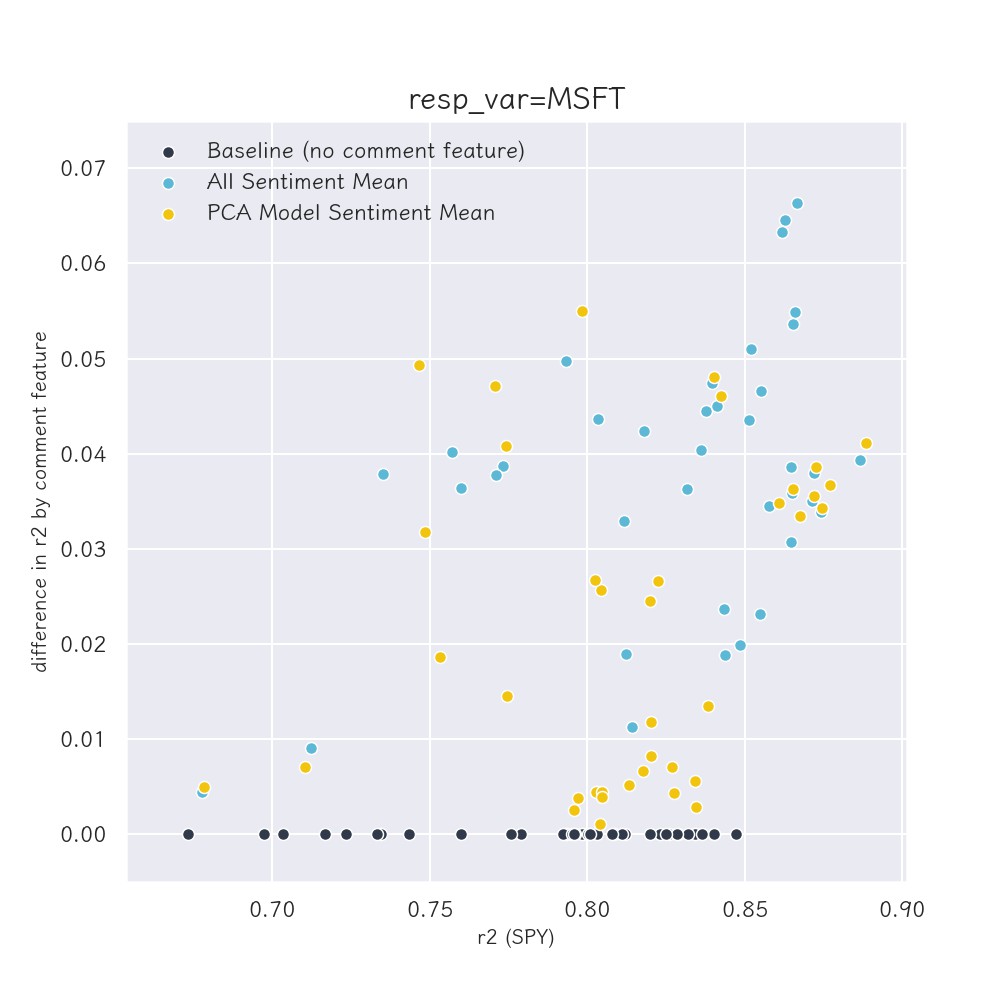 resp_var=MSFT
Baseline (no comment feature)
All Sentiment Mean
PCA Model Sentiment Mean
difference in r2 by comment feature
0.07
0.06
0.05
0.04
0.03
0.02
0.01
0.00
0.70 0.75 0.80 0.85 0.90
r2 (SPY)